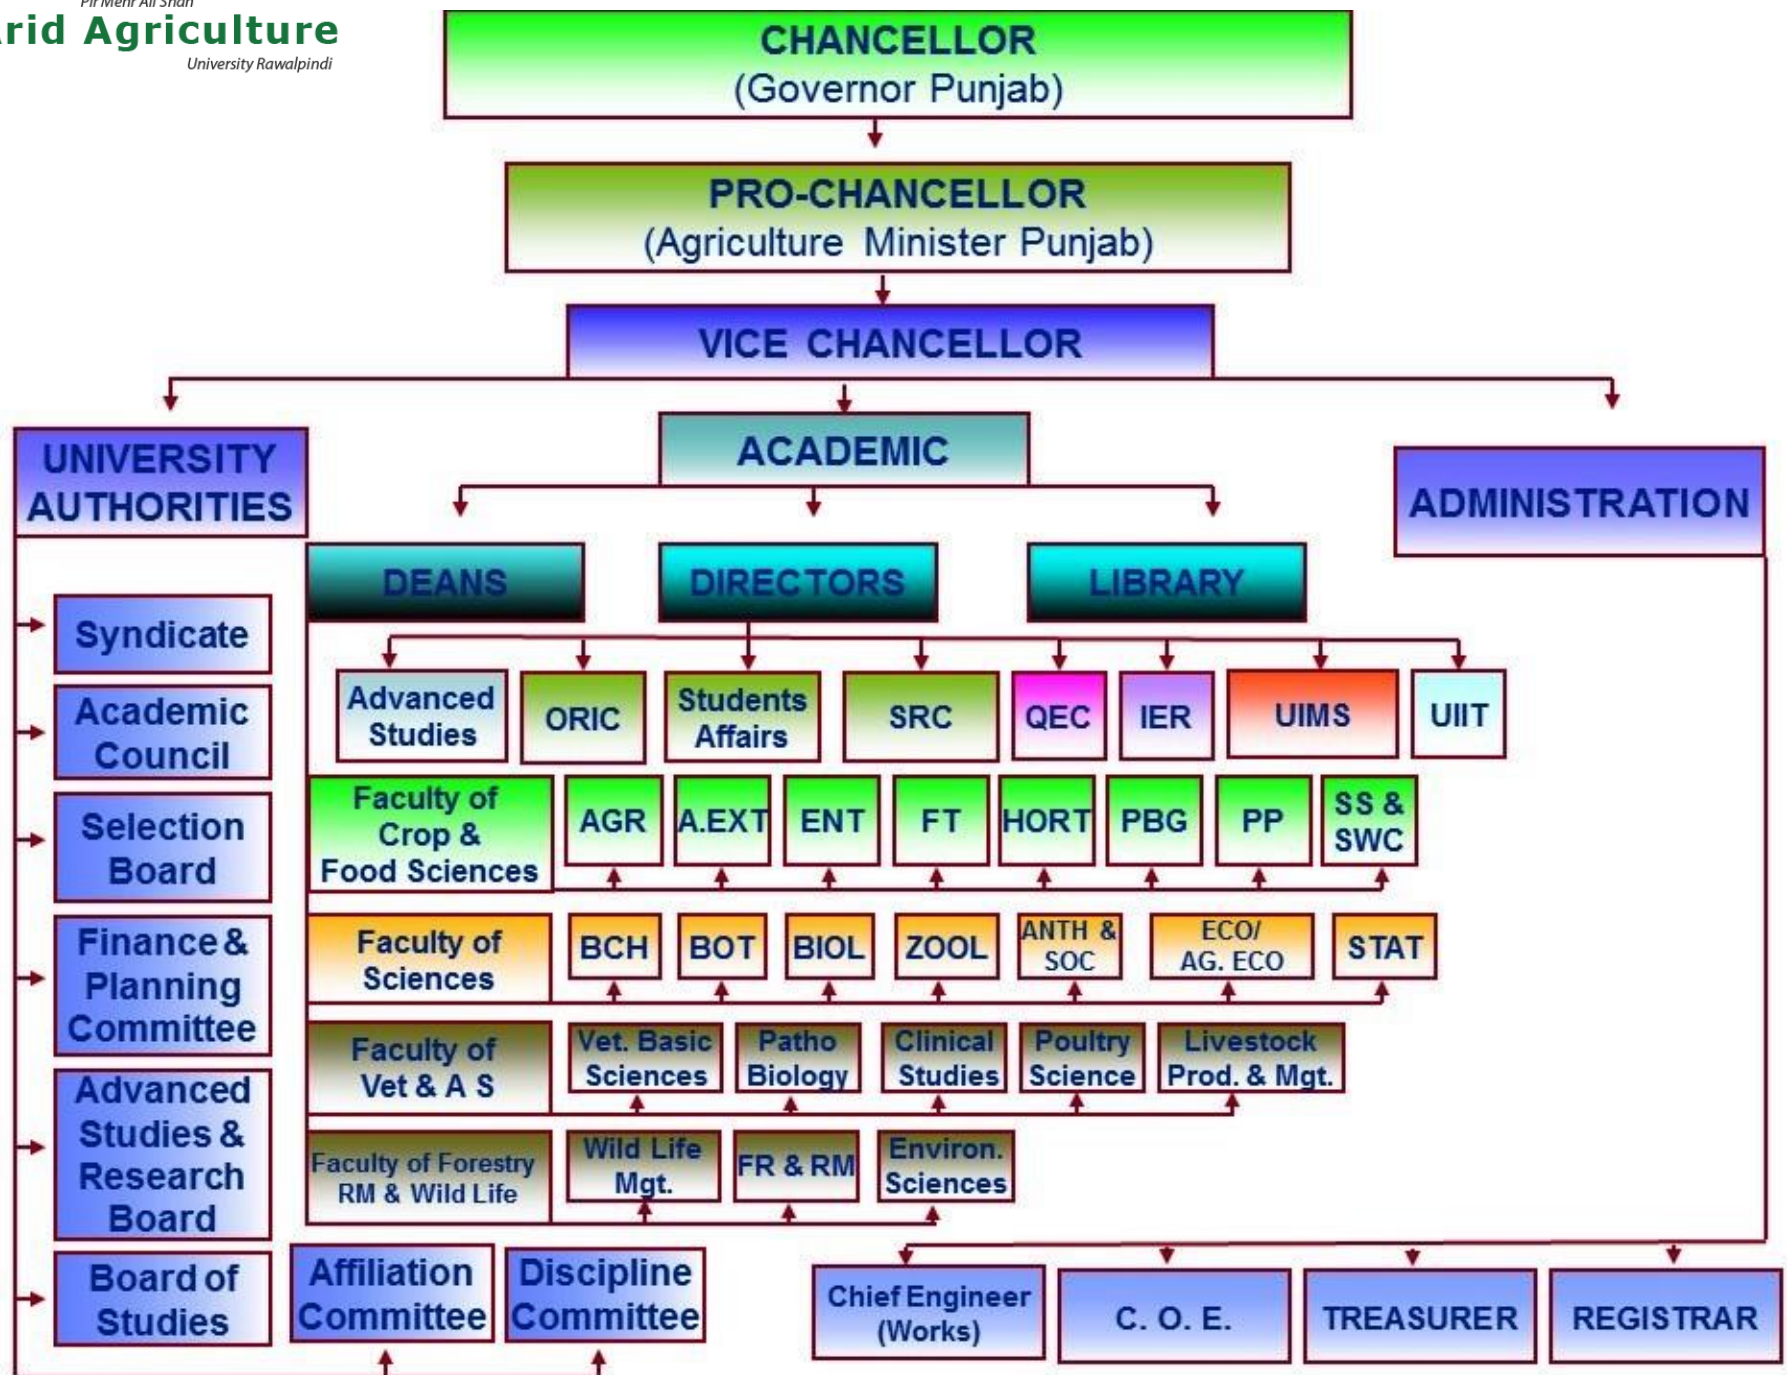 Pir Mehr Ali Shah
Arid Agriculture
University Rawalpindi
CHANCELLOR
(Governor Punjab)
PRO-CHANCELLOR
(Agriculture Minister Punjab)
VICE CHANCELLOR
UNIVERSITY
AUTHORITIES
ACADEMIC
ADMINISTRATION
DEANS
DIRECTORS
LIBRARY
Syndicate
Academic
Council
Selection
Board
Finance &
Planning
Committee
Advanced
Studies &
Research
Board
Board of
Studies
Affiliation
Committee
Discipline
Committee
Advanced
Studies
ORIC
Students
Affairs
SRC
QEC
IER
UIMS
UIIT
Faculty of
Crop &
Food Sciences
AGR
A.EXT
ENT
FT
HORT
PBG
PP
SS &
SWC
Faculty of
Sciences
BCH
BOT
BIOL
ZOOL
ANTH &
SOC
ECO/
AG. ECO
STAT
Faculty of
Vet & A S
Vet. Basic
Sciences
Patho
Biology
Clinical
Studies
Poultry
Science
Livestock
Prod. & Mgt.
Faculty of Forestry
RM & Wild Life
Wild Life
Mgt.
FR & RM
Environ.
Sciences
Chief Engineer
(Works)
C. O. E.
TREASURER
REGISTRAR